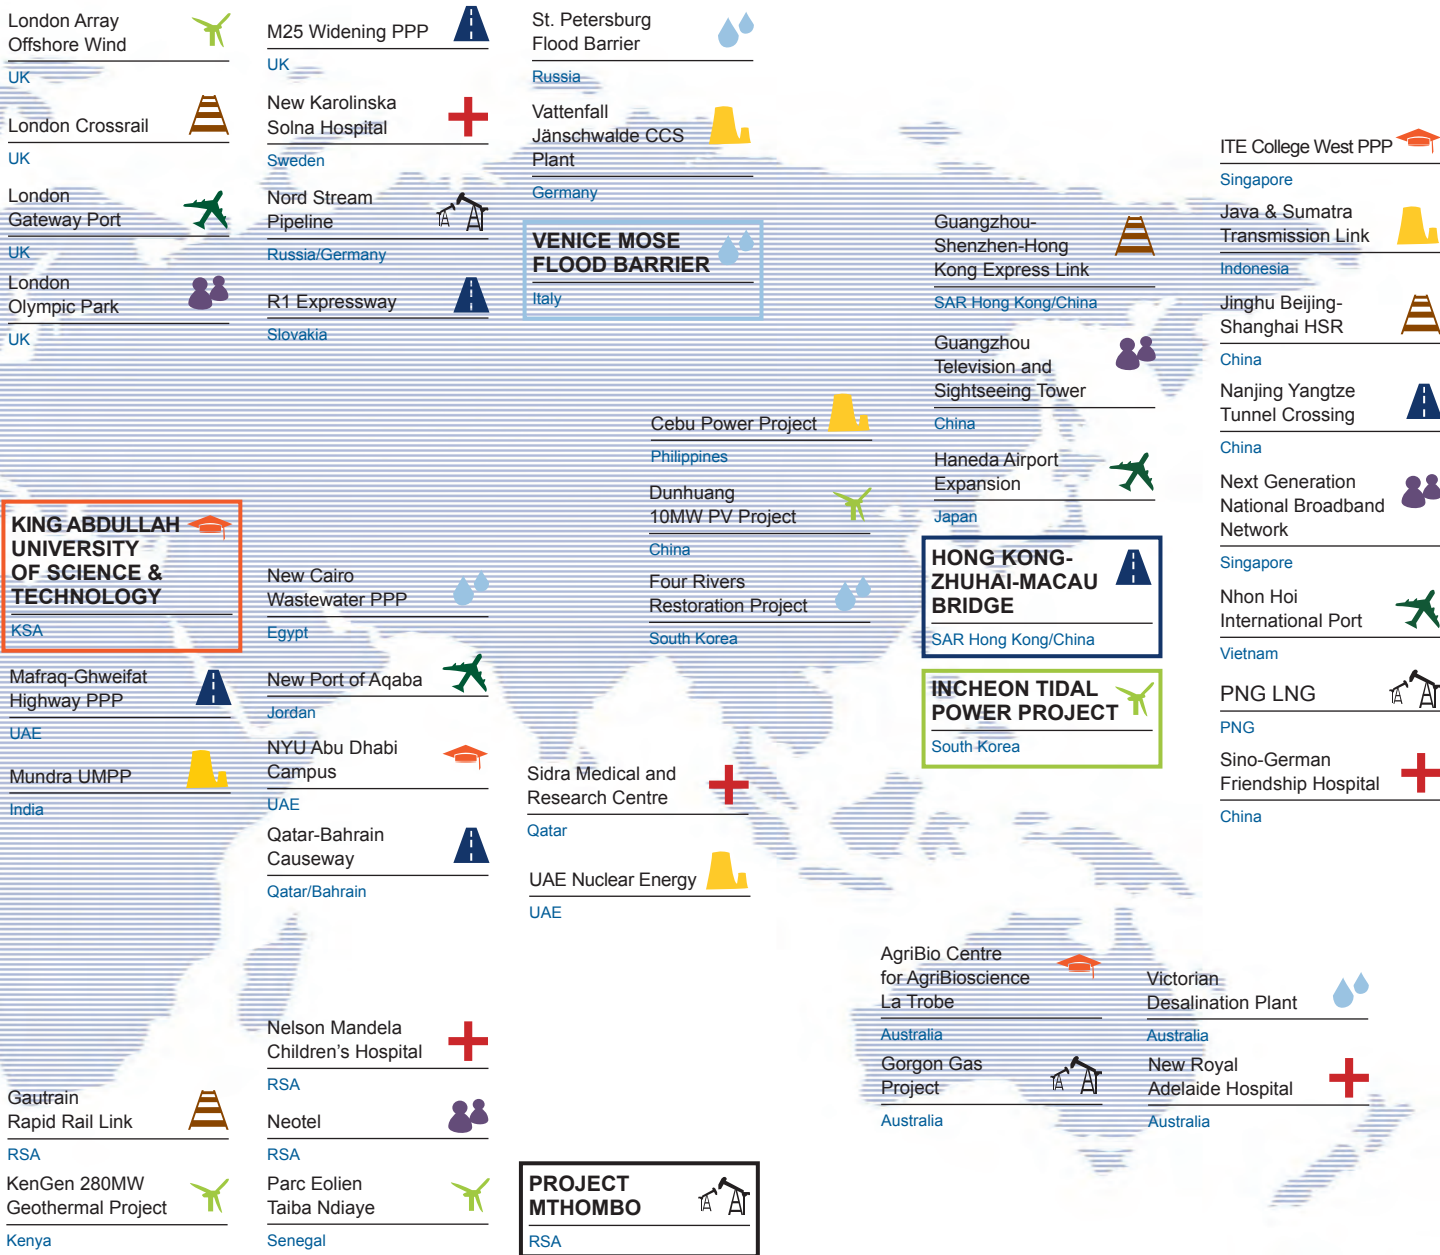 London Array
Offshore Wind
UK
London Crossrail
UK
London
Gateway Port
UK
London
Olympic Park
UK
M25 Widening PPP
UK
New Karolinska
Solna Hospital
Sweden
Nord Stream
Pipeline
Russia/Germany
R1 Expressway
Slovakia
St. Petersburg
Flood Barrier
Russia
Vattenfall
Jänschwalde CCS
Plant
Germany
VENICE MOSE
FLOOD BARRIER
Italy
Cebu Power Project
Philippines
Dunhuang
10MW PV Project
China
Four Rivers
Restoration Project
South Korea
Guangzhou-
Shenzhen-Hong
Kong Express Link
SAR Hong Kong/China
Guangzhou
Television and
Sightseeing Tower
China
Haneda Airport
Expansion
Japan
HONG KONG-
ZHUHAI-MACAU
BRIDGE
SAR Hong Kong/China
INCHEON TIDAL
POWER PROJECT
South Korea
ITE College West PPP
Singapore
Java & Sumatra
Transmission Link
Indonesia
Jinghu Beijing-
Shanghai HSR
China
Nanjing Yangtze
Tunnel Crossing
China
Next Generation
National Broadband
Network
Singapore
Nhon Hoi
International Port
Vietnam
PNG LNG
PNG
Sino-German
Friendship Hospital
China
KING ABDULLAH
UNIVERSITY
OF SCIENCE &
TECHNOLOGY
KSA
Mafraq-Ghweifat
Highway PPP
UAE
Mundra UMPP
India
New Cairo
Wastewater PPP
Egypt
New Port of Aqaba
Jordan
NYU Abu Dhabi
Campus
UAE
Qatar-Bahrain
Causeway
Qatar/Bahrain
Sidra Medical and
Research Centre
Qatar
UAE Nuclear Energy
UAE
AgriBio Centre
for AgriBioscience
La Trobe
Australia
Gorgon Gas
Project
Australia
Victorian
Desalination Plant
Australia
New Royal
Adelaide Hospital
Australia
Gautrain
Rapid Rail Link
RSA
KenGen 280MW
Geothermal Project
Kenya
Nelson Mandela
Children's Hospital
RSA
Neotel
RSA
Parc Eolien
Taiba Ndiaye
Senegal
PROJECT
MTHOMBO
RSA